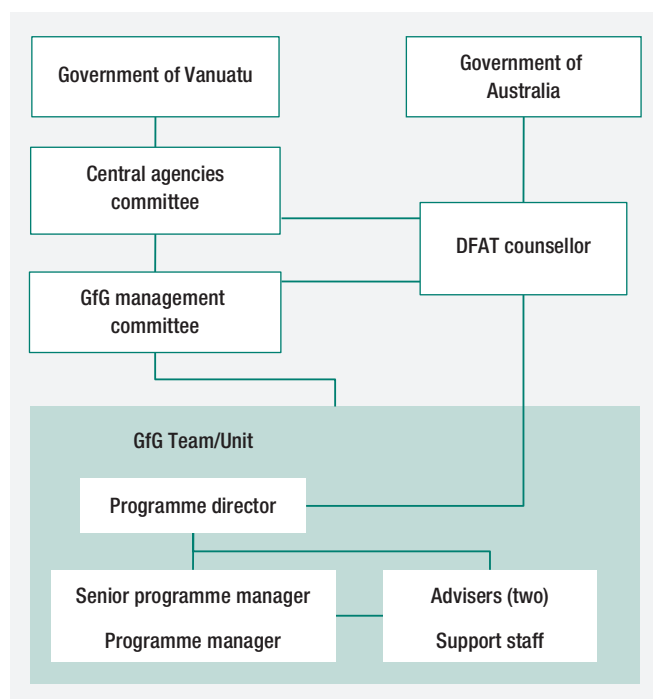 Government of Vanuatu
Government of
Australia
Central agencies
committee
DFAT counsellor
GfG management
committee
GfG Team/Unit
Programme director
Senior programme manager
Programme manager
Advisers (two)
Support staff